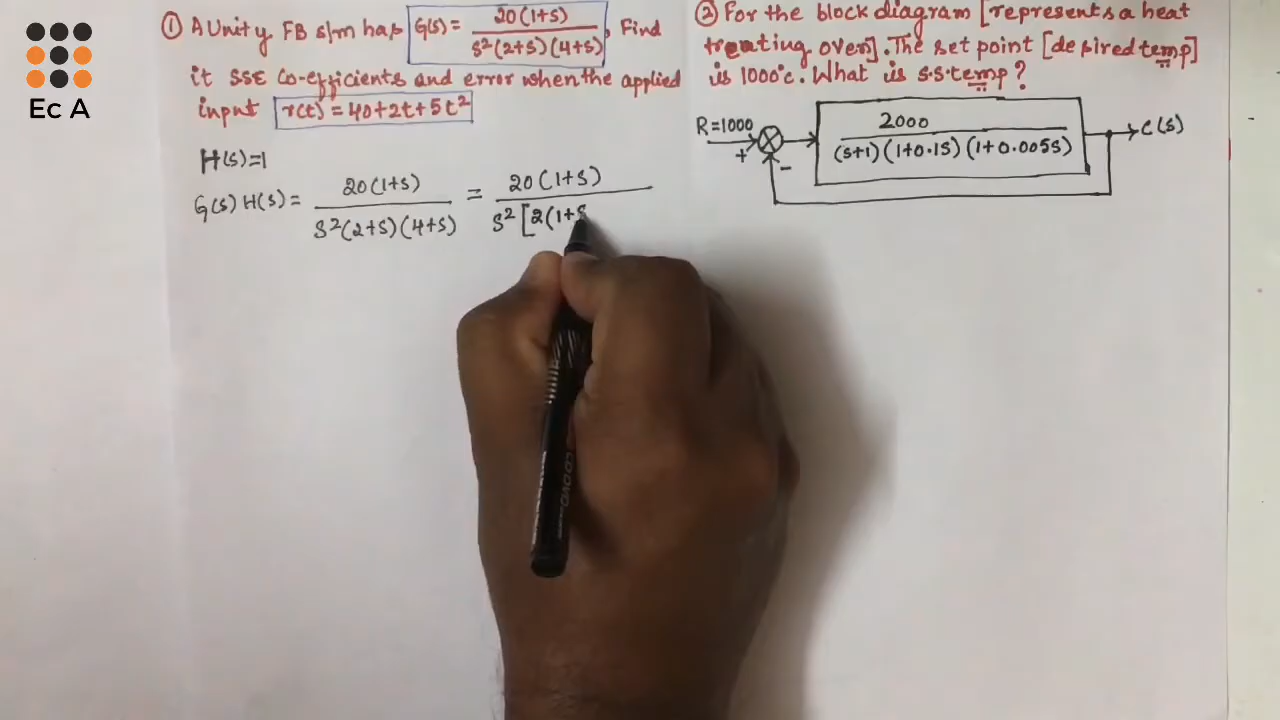 Ec A
① A Unity FB s/m has G(s) = 20(1+s) / s²(2+s)(4+s), Find
it SSE Co-efficients and error when the applied
input r(t) = 40+2t+5t²
H(s)=1
G(s) H(s) = 20(1+s) / s²(2+s)(4+s) = 20(1+s) / s²[2(1+s
② For the block diagram [represents a heat
treating oven]. The set point [desired temp]
is 1000°c. What is s.s.temp?
R=1000 + - 2000 / (s+1)(1+0.1s)(1+0.005s) C(s)